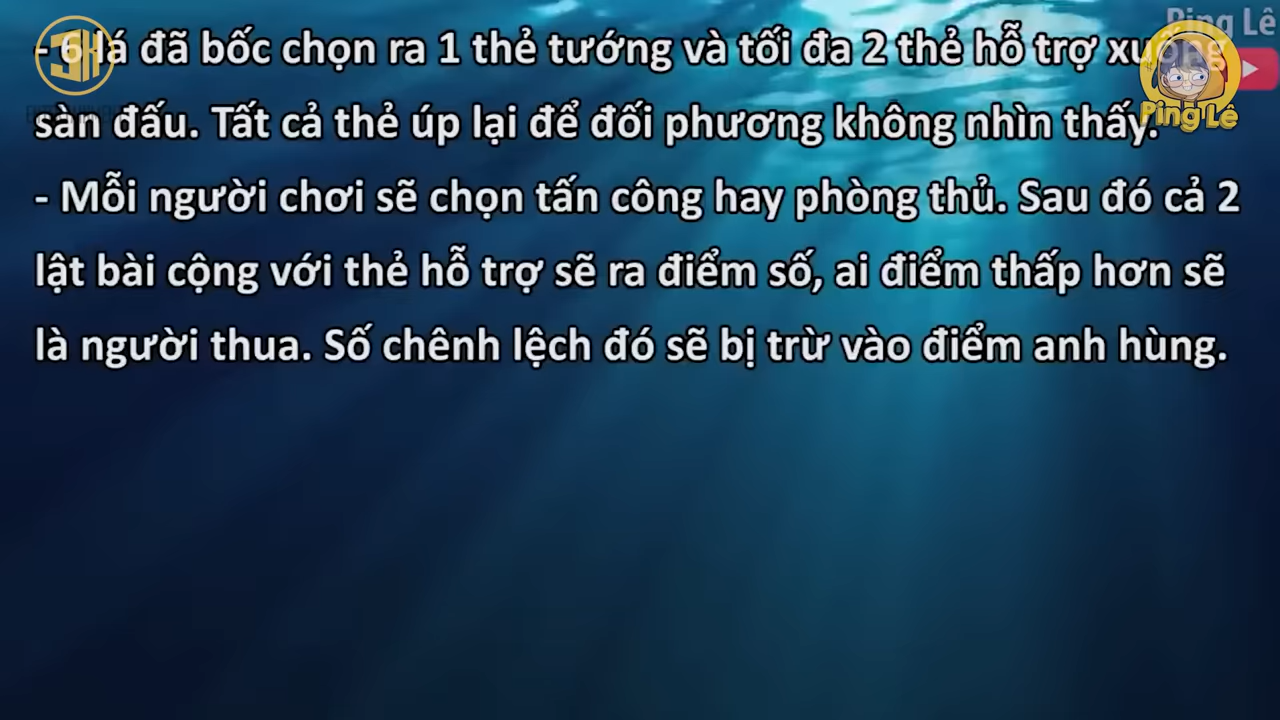 Ping Lê
- 6 lá đã bốc chọn ra 1 thẻ tướng và tối đa 2 thẻ hỗ trợ xuống
sàn đấu. Tất cả thẻ úp lại để đối phương không nhìn thấy.
Ping Lê
- Mỗi người chơi sẽ chọn tấn công hay phòng thủ. Sau đó cả 2
lật bài cộng với thẻ hỗ trợ sẽ ra điểm số, ai điểm thấp hơn sẽ
là người thua. Số chênh lệch đó sẽ bị trừ vào điểm anh hùng.